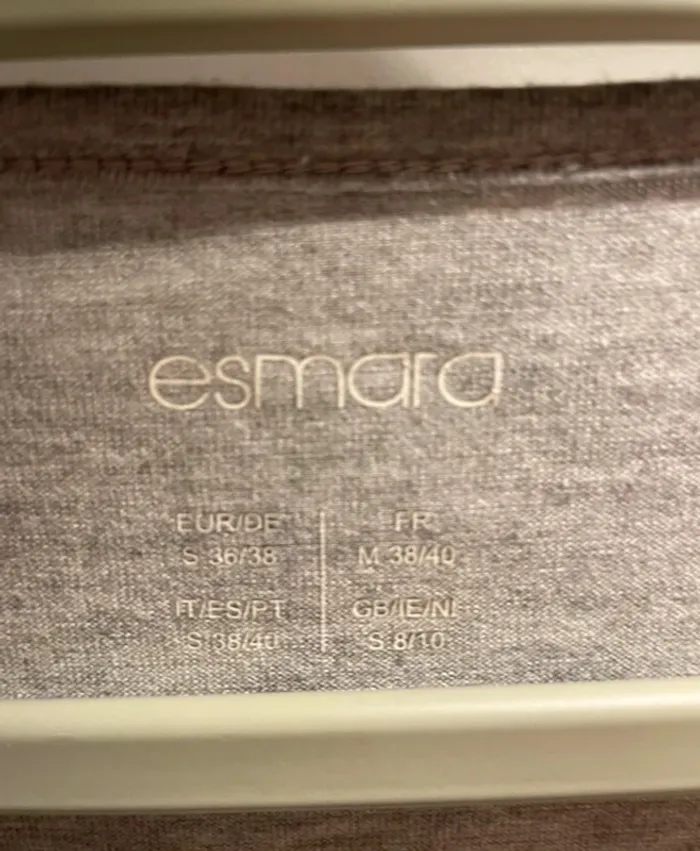 esmara
EUR/DE
S 36/38
FR
M 38/40
IT/ES/PT
S 38/40
GB/IE/NI
S 8/10